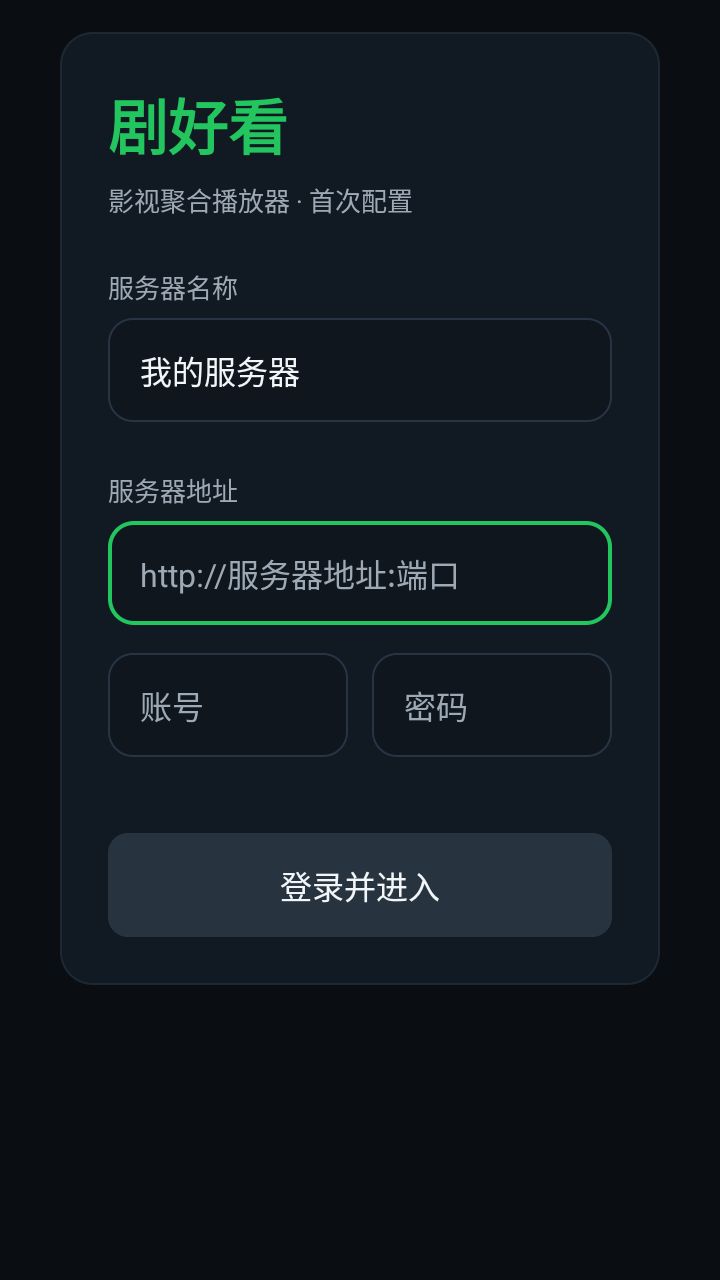 剧好看
影视聚合播放器 · 首次配置
服务器名称
我的服务器
服务器地址
http://服务器地址:端口
账号 密码
登录并进入